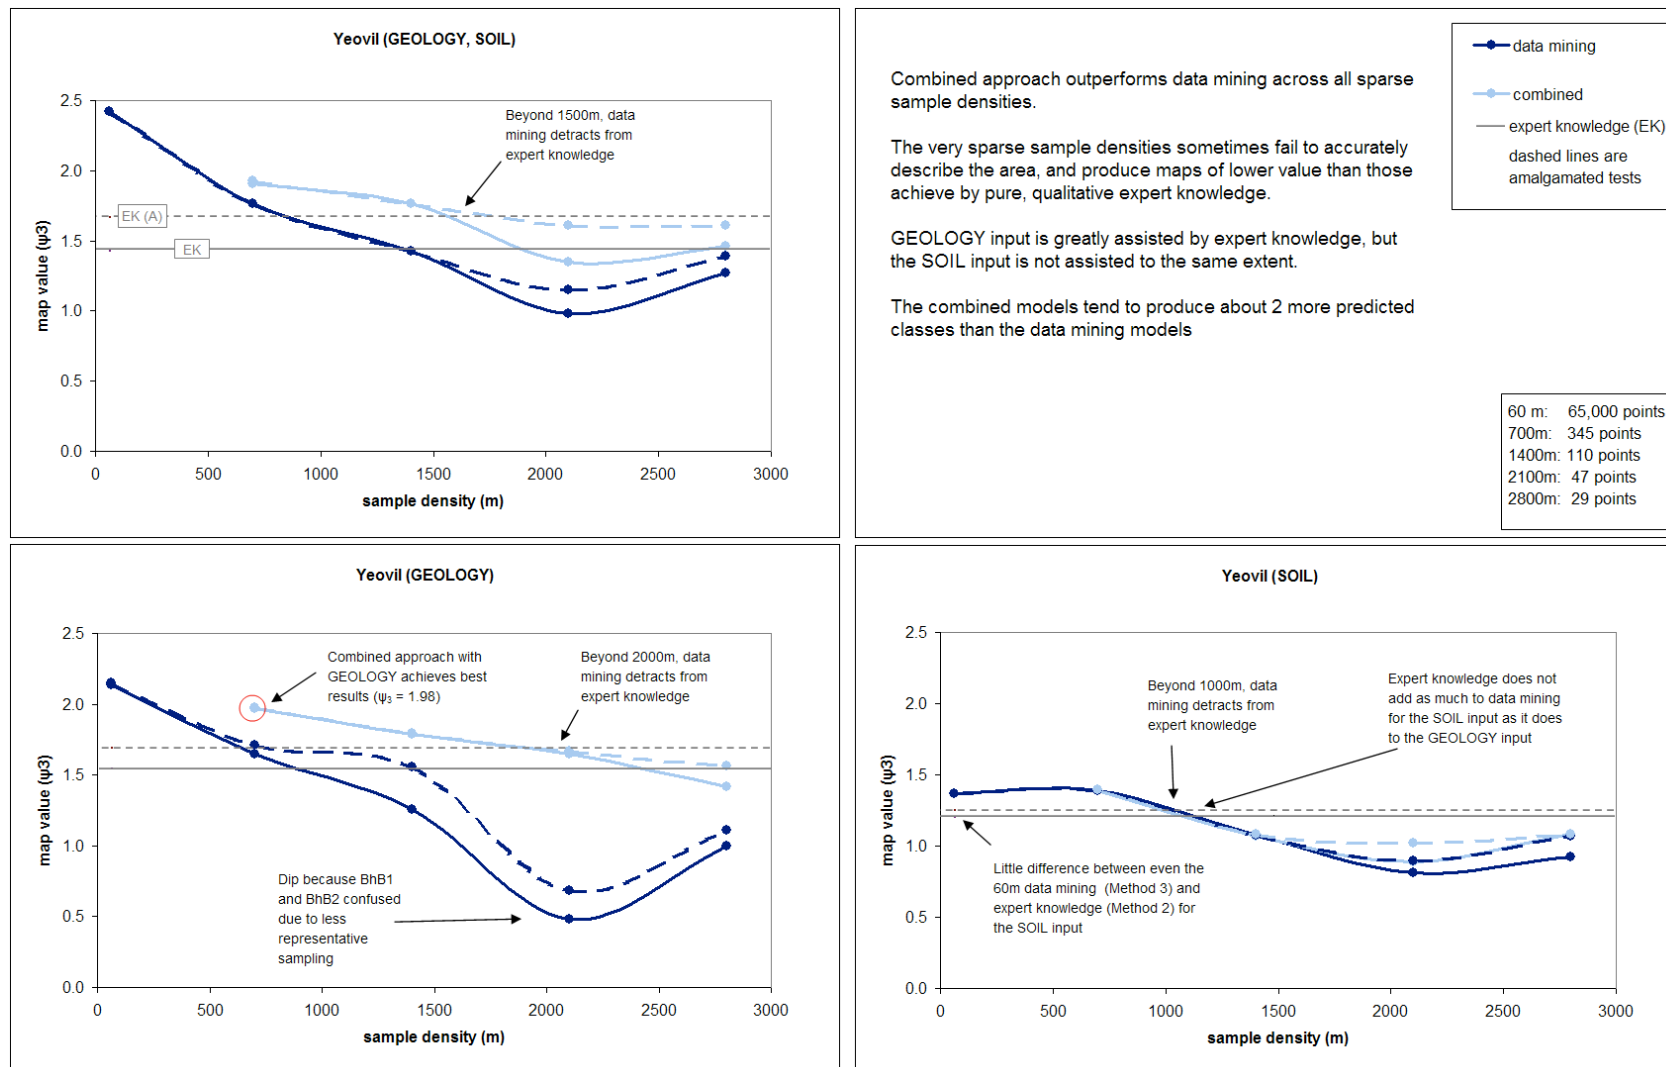 Yeovil (GEOLOGY, SOIL)
2.5
2.0
1.5
1.0
0.5
0.0
map value (ψ3)
EK (A)
EK
Beyond 1500m, data
mining detracts from
expert knowledge
0
500
1000
1500
2000
2500
3000
sample density (m)
data mining
combined
expert knowledge (EK)
dashed lines are
amalgamated tests
Combined approach outperforms data mining across all sparse
sample densities.
The very sparse sample densities sometimes fail to accurately
describe the area, and produce maps of lower value than those
achieve by pure, qualitative expert knowledge.
GEOLOGY input is greatly assisted by expert knowledge, but
the SOIL input is not assisted to the same extent.
The combined models tend to produce about 2 more predicted
classes than the data mining models
60 m: 65,000 points
700m: 345 points
1400m: 110 points
2100m: 47 points
2800m: 29 points
Yeovil (GEOLOGY)
2.5
2.0
1.5
1.0
0.5
0.0
map value (ψ3)
Combined approach with
GEOLOGY achieves best
results (ψ₃ = 1.98)
Beyond 2000m, data
mining detracts from
expert knowledge
Dip because BhB1
and BhB2 confused
due to less
representative
sampling
0
500
1000
1500
2000
2500
3000
sample density (m)
Yeovil (SOIL)
2.5
2.0
1.5
1.0
0.5
0.0
map value (ψ3)
Beyond 1000m, data
mining detracts from
expert knowledge
Expert knowledge does not
add as much to data mining
for the SOIL input as it does
to the GEOLOGY input
Little difference between even the
60m data mining (Method 3) and
expert knowledge (Method 2) for
the SOIL input
0
500
1000
1500
2000
2500
3000
sample density (m)